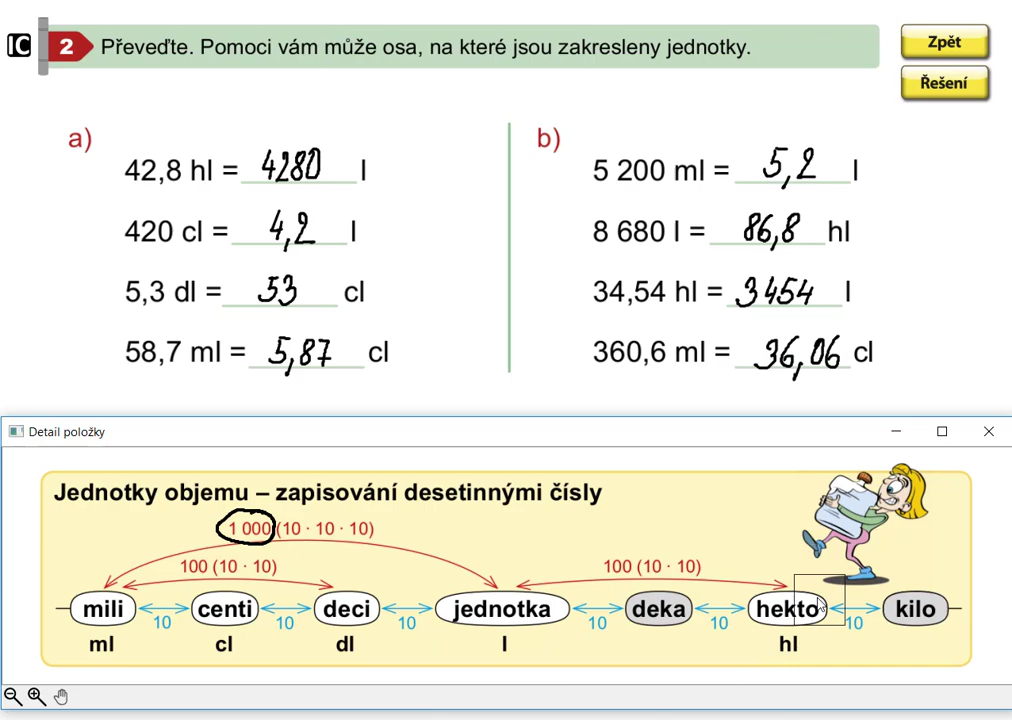 IC 2 Převeďte. Pomoci vám může osa, na které jsou zakresleny jednotky.
Zpět
Řešení
a)
42,8 hl = 4280 l
420 cl = 4,2 l
5,3 dl = 53 cl
58,7 ml = 5,87 cl
b)
5 200 ml = 5,2 l
8 680 l = 86,8 hl
34,54 hl = 3454 l
360,6 ml = 36,06 cl
Detail položky
Jednotky objemu – zapisování desetinnými čísly
1 000 (10 · 10 · 10)
100 (10 · 10) 100 (10 · 10)
mili centi deci jednotka deka hekto kilo
10 10 10 10 10 10
ml cl dl l hl